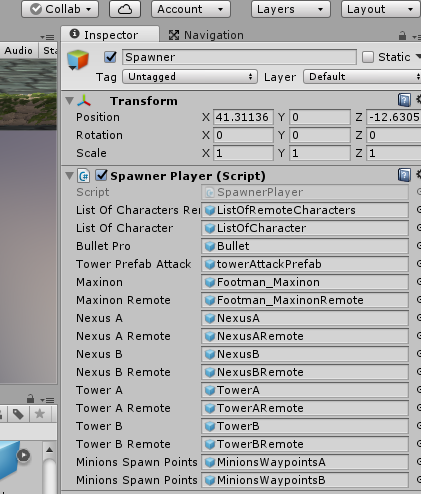 Collab
Account
Layers
Layout
Inspector
Navigation
Audio
Spawner
Static
Tag Untagged Layer Default
Transform
Position X 41.31136 Y 0 Z -12.6305
Rotation X 0 Y 0 Z 0
Scale X 1 Y 1 Z 1
Spawner Player (Script)
Script SpawnerPlayer
List Of Characters Rei ListOfRemoteCharacters
List Of Character ListOfCharacter
Bullet Pro Bullet
Tower Prefab Attack towerAttackPrefab
Maxinon Footman_Maxinon
Maxinon Remote Footman_MaxinonRemote
Nexus A NexusA
Nexus A Remote NexusARemote
Nexus B NexusB
Nexus B Remote NexusBRemote
Tower A TowerA
Tower A Remote TowerARemote
Tower B TowerB
Tower B Remote TowerBRemote
Minions Spawn Points MinionsWaypointsA
Minions Spawn Points MinionsWaypointsB